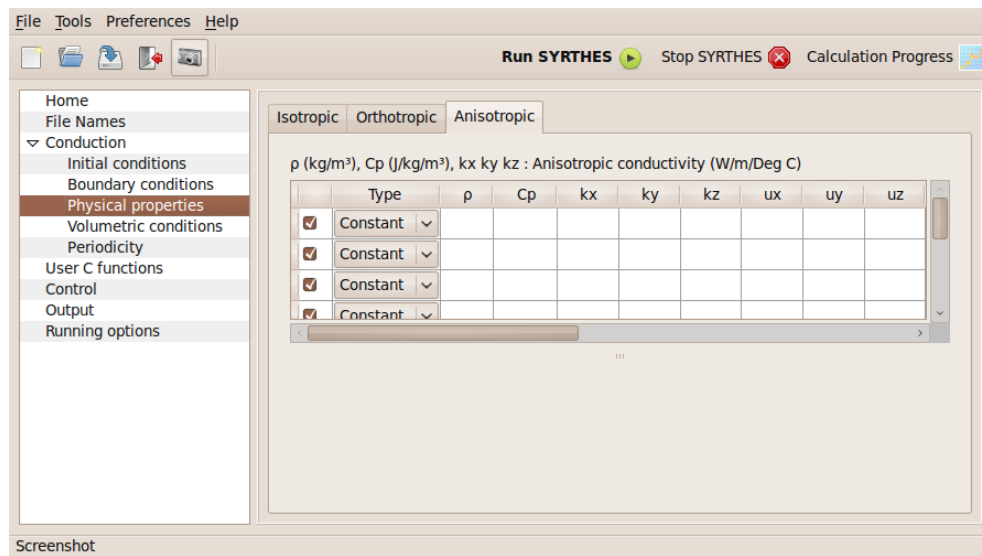 File Tools Preferences Help
Run SYRTHES Stop SYRTHES Calculation Progress
Home
File Names
Conduction
Initial conditions
Boundary conditions
Physical properties
Volumetric conditions
Periodicity
User C functions
Control
Output
Running options
Isotropic Orthotropic Anisotropic
ρ (kg/m³), Cp (J/kg/m³), kx ky kz : Anisotropic conductivity (W/m/Deg C)
Type ρ Cp kx ky kz ux uy uz
Constant
Constant
Constant
Constant
Screenshot